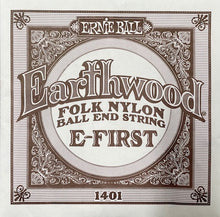 ERNIE BALL
Earthwood
FOLK NYLON
BALL END STRING
E-FIRST
1401